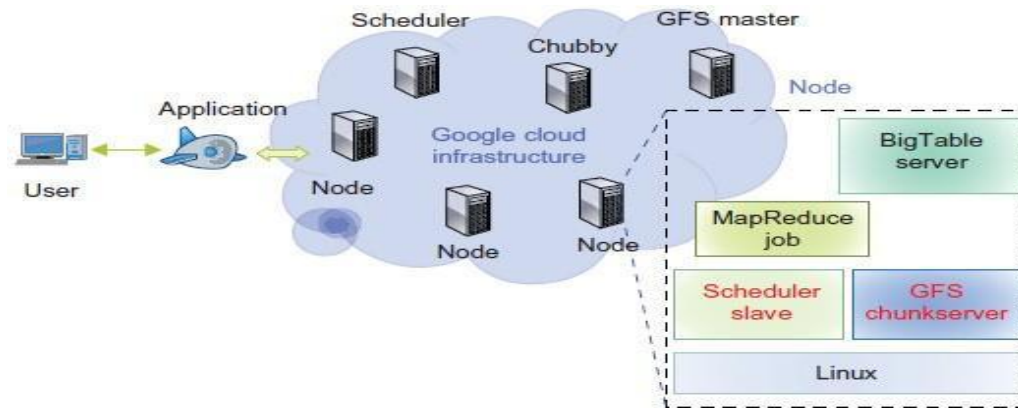 Scheduler
GFS master
Chubby
Node
Application
Google cloud
infrastructure
BigTable
server
User
Node
MapReduce
job
Node
Node
Scheduler
slave
GFS
chunkserver
Linux